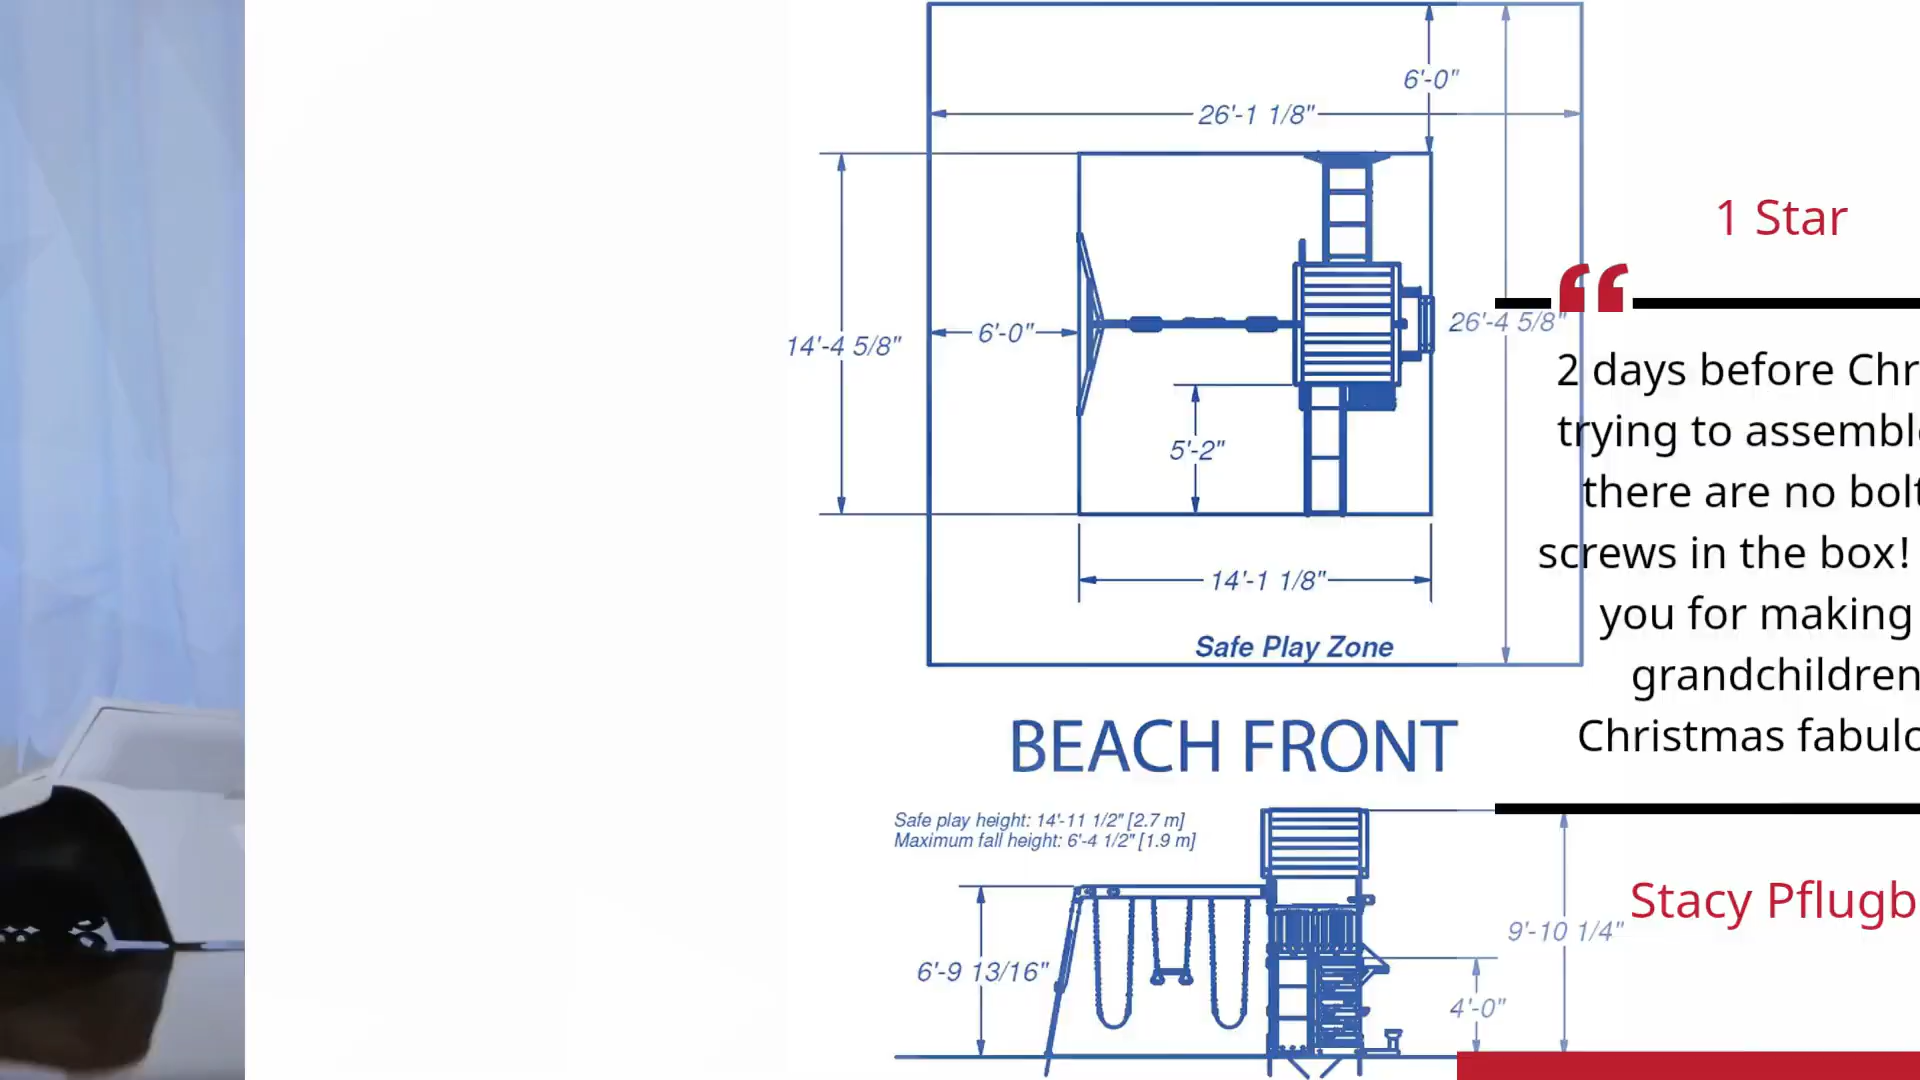 6'-0"
26'-1 1/8"
14'-4 5/8"
6'-0"
26'-4 5/8"
5'-2"
14'-1 1/8"
Safe Play Zone
BEACH FRONT
Safe play height: 14'-11 1/2" [2.7 m]
Maximum fall height: 6'-4 1/2" [1.9 m]
6'-9 13/16"
9'-10 1/4"
4'-0"
1 Star
“
2 days before Chr
trying to assembl
there are no bolt
screws in the box!
you for making
grandchildren
Christmas fabulo
Stacy Pflugb